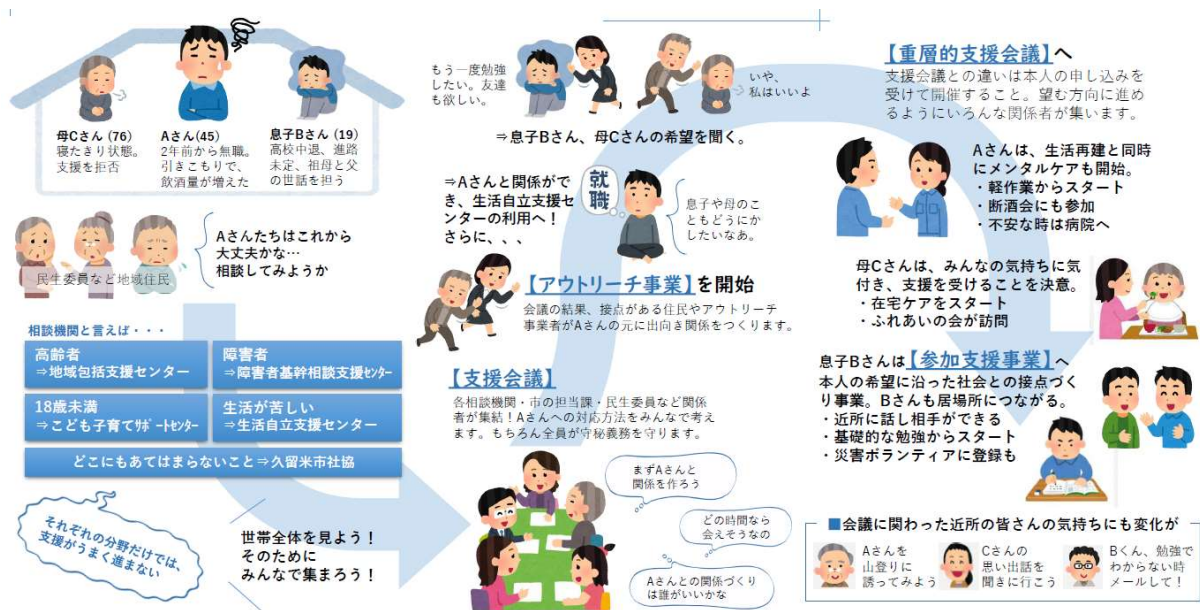 母Cさん (76)
寝たきり状態。
支援を拒否
Aさん(45)
2年前から無職。
引きこもりで、
飲酒量が増えた
息子Bさん (19)
高校中退、進路
未定、祖母と父
の世話を担う
Aさんたちはこれから
大丈夫かな…
相談してみようか
民生委員など地域住民
相談機関と言えば・・・
高齢者
⇒地域包括支援センター
障害者
⇒障害者基幹相談支援センター
18歳未満
⇒こども子育てサポートセンター
生活が苦しい
⇒生活自立支援センター
どこにもあてはまらないこと⇒久留米市社協
それぞれの分野だけでは、
支援がうまく進まない
世帯全体を見よう！
そのために
みんなで集まろう！
【支援会議】
各相談機関・市の担当課・民生委員など関係
者が集結！Aさんへの対応方法をみんなで考え
ます。もちろん全員が守秘義務を守ります。
まずAさんと
関係を作ろう
どの時間なら
会えそうなの
Aさんとの関係づくり
は誰がいいかな
【アウトリーチ事業】を開始
会議の結果、接点がある住民やアウトリーチ
事業者がAさんの元に出向き関係をつくります。
⇒Aさんと関係がで
き、生活自立支援セ
ンターの利用へ！
さらに、、、
就職
息子や母のこ
ともどうにか
したいなあ。
もう一度勉強
したい。友達
も欲しい。
いや、
私はいいよ
⇒息子Bさん、母Cさんの希望を聞く。
【重層的支援会議】へ
支援会議との違いは本人の申し込みを
受けて開催すること。望む方向に進め
るようにいろんな関係者が集います。
Aさんは、生活再建と同時
にメンタルケアも開始。
・軽作業からスタート
・断酒会にも参加
・不安な時は病院へ
母Cさんは、みんなの気持ちに気
付き、支援を受けることを決意。
・在宅ケアをスタート
・ふれあいの会が訪問
息子Bさんは【参加支援事業】へ
本人の希望に沿った社会との接点づく
り事業。Bさんも居場所につながる。
・近所に話し相手ができる
・基礎的な勉強からスタート
・災害ボランティアに登録も
■会議に関わった近所の皆さんの気持ちにも変化が
Aさんを
山登りに
誘ってみよう
Cさんの
思い出話を
聞きに行こう
Bくん、勉強で
わからない時
メールして！